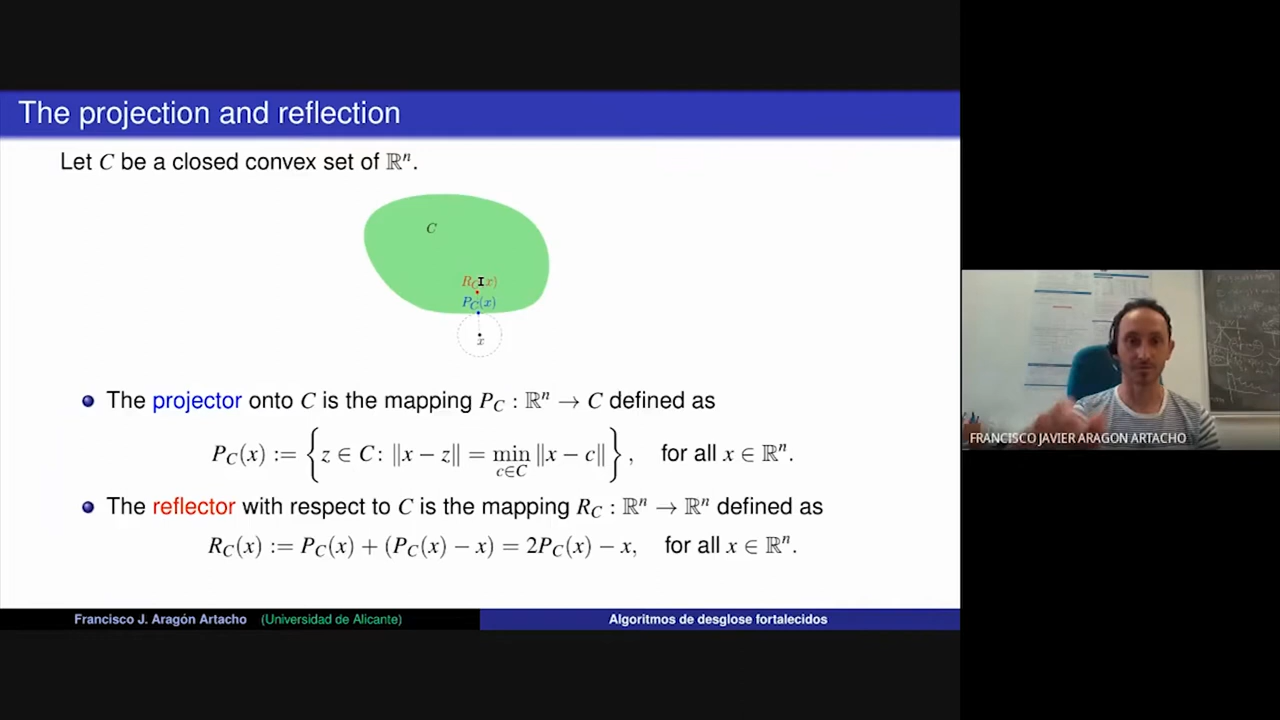 The projection and reflection
Let C be a closed convex set of ℝⁿ.
C
R_C(x)
P_C(x)
x
The projector onto C is the mapping P_C : ℝⁿ → C defined as
P_C(x) := { z ∈ C : ‖x − z‖ = min_{c∈C} ‖x − c‖ } , for all x ∈ ℝⁿ.
The reflector with respect to C is the mapping R_C : ℝⁿ → ℝⁿ defined as
R_C(x) := P_C(x) + (P_C(x) − x) = 2P_C(x) − x, for all x ∈ ℝⁿ.
Francisco J. Aragón Artacho (Universidad de Alicante) Algoritmos de desglose fortalecidos
FRANCISCO JAVIER ARAGON ARTACHO